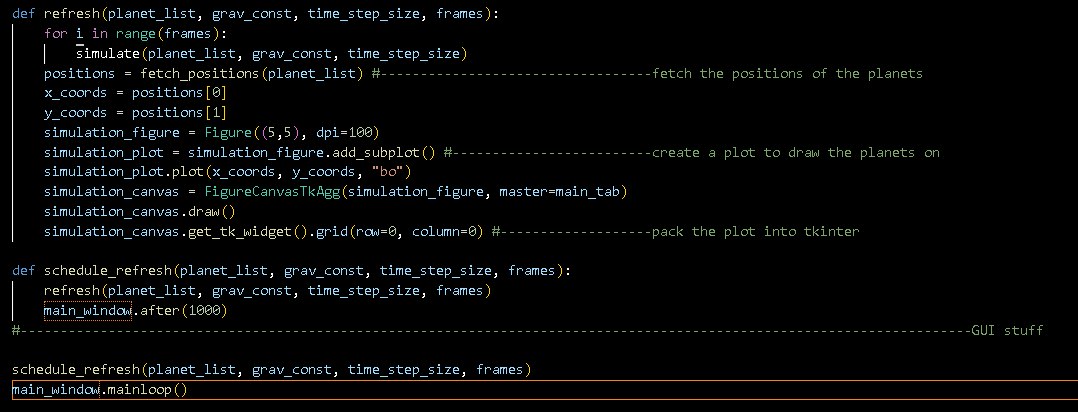 def refresh(planet_list, grav_const, time_step_size, frames):
    for i in range(frames):
        simulate(planet_list, grav_const, time_step_size)
    positions = fetch_positions(planet_list) #----------------------------------fetch the positions of the planets
    x_coords = positions[0]
    y_coords = positions[1]
    simulation_figure = Figure((5,5), dpi=100)
    simulation_plot = simulation_figure.add_subplot() #-------------------------create a plot to draw the planets on
    simulation_plot.plot(x_coords, y_coords, "bo")
    simulation_canvas = FigureCanvasTkAgg(simulation_figure, master=main_tab)
    simulation_canvas.draw()
    simulation_canvas.get_tk_widget().grid(row=0, column=0) #-------------------pack the plot into tkinter

def schedule_refresh(planet_list, grav_const, time_step_size, frames):
    refresh(planet_list, grav_const, time_step_size, frames)
    main_window.after(1000)
#-----------------------------------------------------------------------------------------------------------------------GUI stuff

schedule_refresh(planet_list, grav_const, time_step_size, frames)
main_window.mainloop()